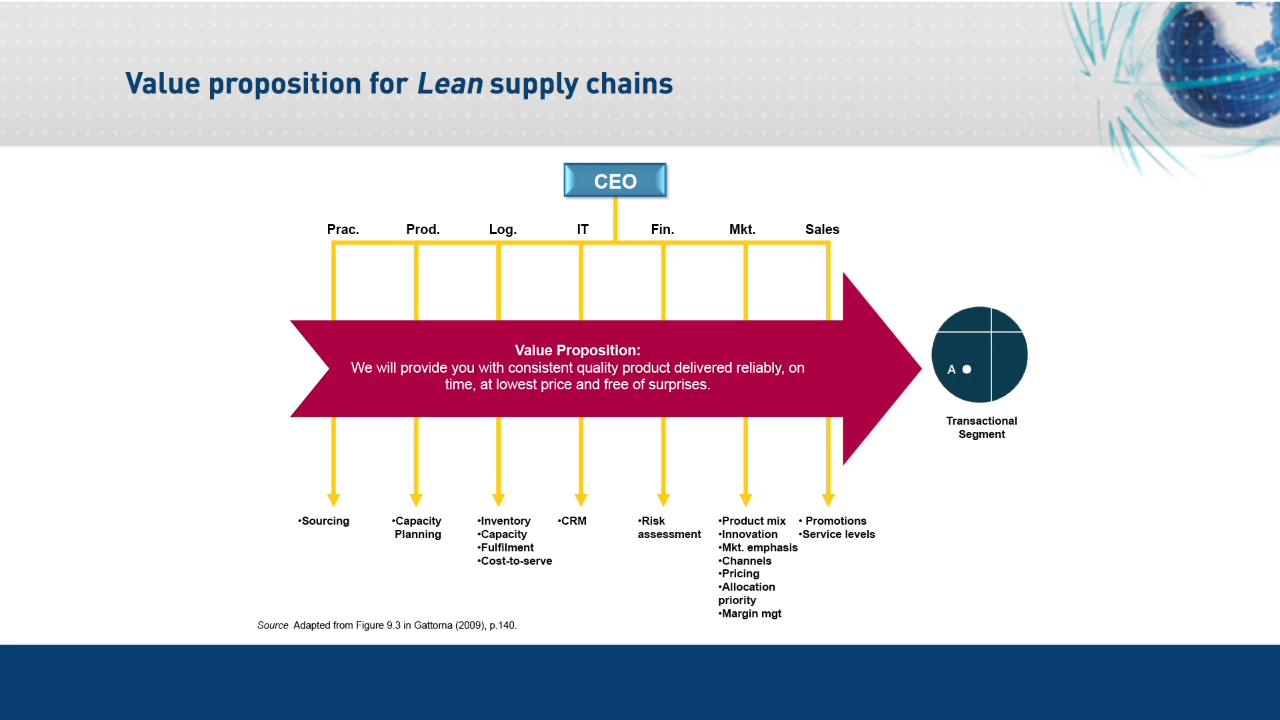 Value proposition for Lean supply chains
CEO
Prac.
Prod.
Log.
IT
Fin.
Mkt.
Sales
Value Proposition:
We will provide you with consistent quality product delivered reliably, on
time, at lowest price and free of surprises.
A
Transactional
Segment
•Sourcing
•Capacity
Planning
•Inventory
•Capacity
•Fulfilment
•Cost-to-serve
•CRM
•Risk
assessment
•Product mix
•Innovation
•Mkt. emphasis
•Channels
•Pricing
•Allocation
priority
•Margin mgt
• Promotions
•Service levels
Source Adapted from Figure 9.3 in Gattorna (2009), p.140.